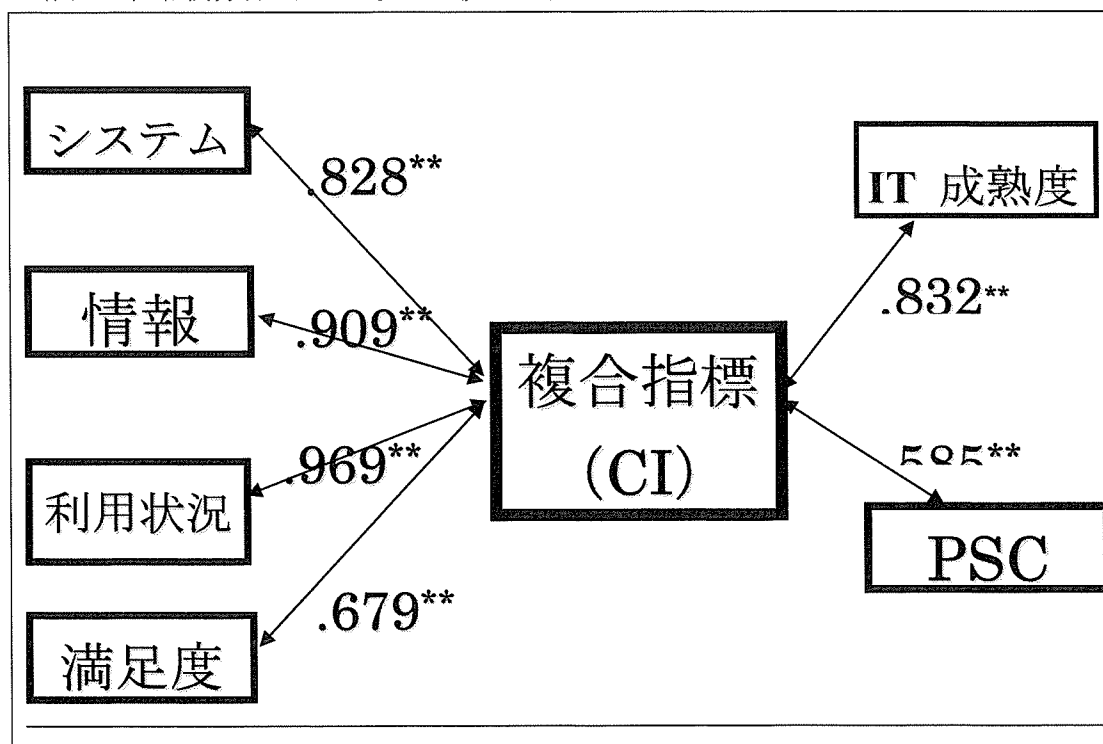 システム
.828**
IT 成熟度
情報
.909**
.832**
複合指標
(CI)
利用状況
.969**
PSC
満足度
.679**